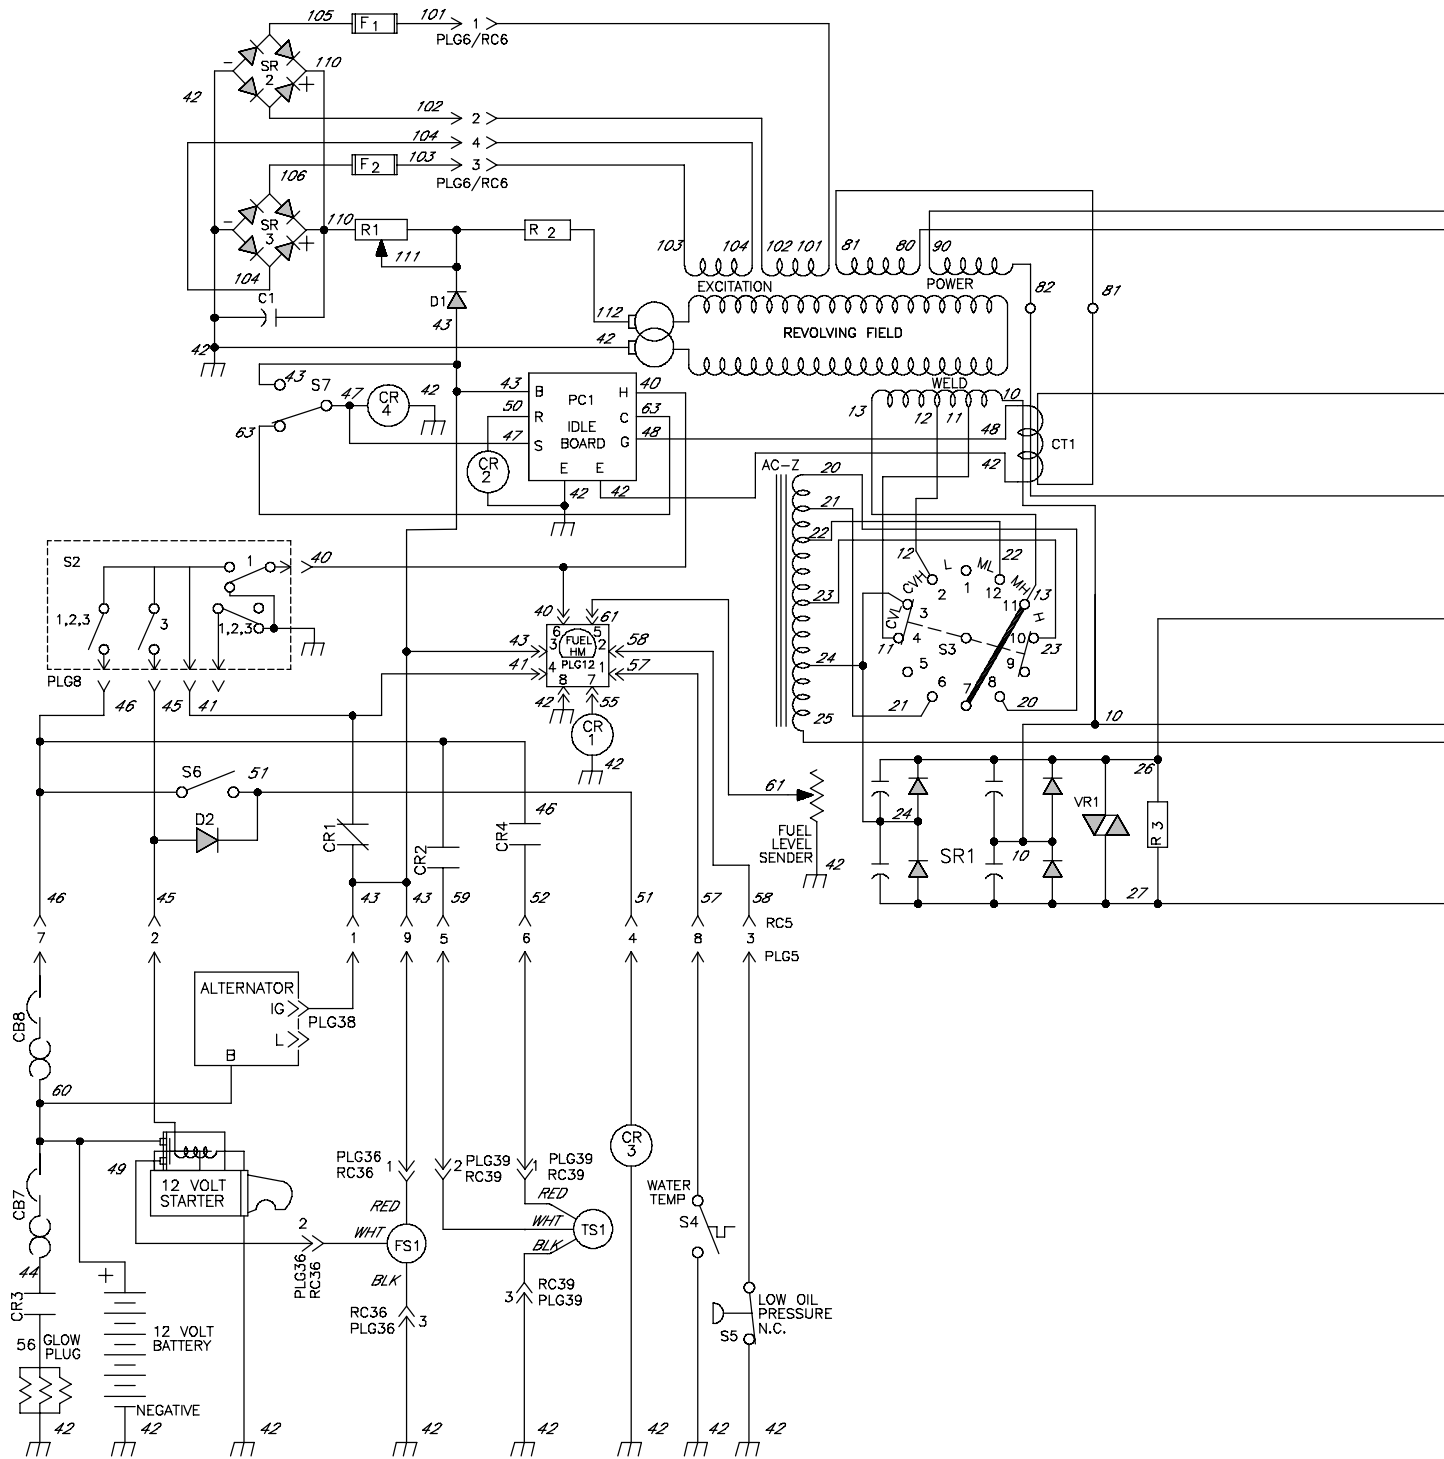 105
F1
101
1
PLG6/RC6
SR
2
-
+
110
42
102
2
104
4
F2
103
3
PLG6/RC6
106
SR
3
-
+
110
R1
111
R 2
104
C1
D1
43
42
103
104
102 101
81
80
90
EXCITATION
POWER
82
81
112
42
REVOLVING FIELD
WELD
10
13
12
11
43
S7
47
CR
4
42
63
43
50
47
B
R
S
PC1
IDLE
BOARD
H
C
G
E E
40
63
48
CR
2
42
42
48
42
CT1
AC-Z
20
21
22
23
24
25
12
L
ML
22
MH
13
CVH
CVL
H
1
2
3
4
5
6
7
8
9
10
11
12
11
S3
23
21
20
10
S2
1
40
1,2,3
3
1,2,3
PLG8
46
45
41
40
61
6
5
43
3
2
58
FUEL
HM
PLG12
41
4
1
57
8
7
42
55
CR
1
42
S6
51
D2
CR1
CR2
CR4
46
61
FUEL
LEVEL
SENDER
42
24
SR1
10
VR1
R 3
26
27
46
45
43
43
59
52
51
57
58
RC5
7
2
1
9
5
6
4
8
3
PLG5
ALTERNATOR
IG
PLG38
L
B
CB8
60
49
12 VOLT
STARTER
CB7
44
CR3
56
GLOW
PLUG
+
12 VOLT
BATTERY
NEGATIVE
PLG36
RC36
1
2
PLG39
RC39
1
PLG39
RC39
RED
WHT
FS1
BLK
2
PLG36
RC36
RC36
PLG36
3
RED
WHT
TS1
BLK
RC39
3
PLG39
CR
3
WATER
TEMP
S4
LOW OIL
PRESSURE
N.C.
S5
42
42
42
42
42
42
42
42